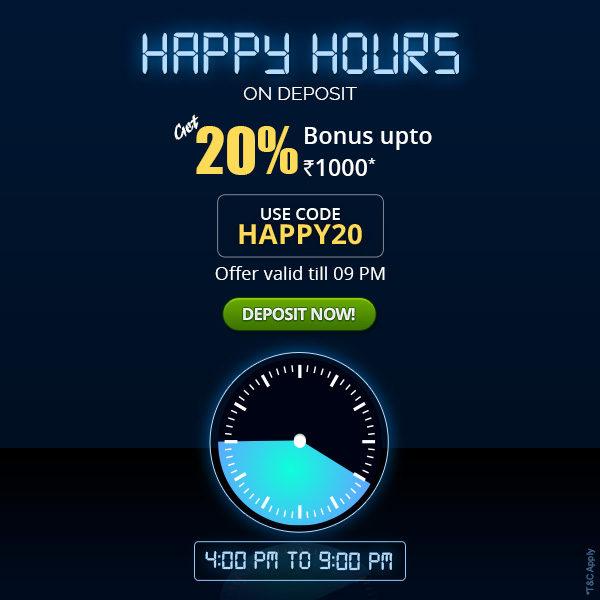 HAPPY HOURS
ON DEPOSIT
Get 20% Bonus upto
₹1000*
USE CODE
HAPPY20
Offer valid till 09 PM
DEPOSIT NOW!
4:00 PM TO 9:00 PM
*T&C Apply